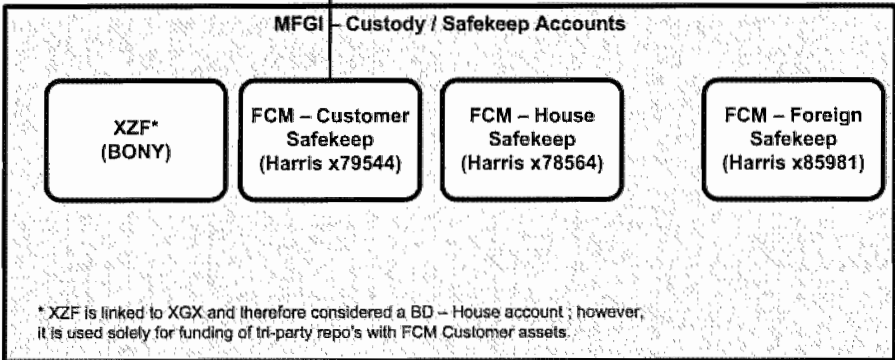 MFGI – Custody / Safekeep Accounts
XZF*
(BONY)
FCM – Customer
Safekeep
(Harris x79544)
FCM – House
Safekeep
(Harris x78564)
FCM – Foreign
Safekeep
(Harris x85981)
* XZF is linked to XGX and therefore considered a BD – House account ; however,
it is used solely for funding of tri-party repo's with FCM Customer assets.